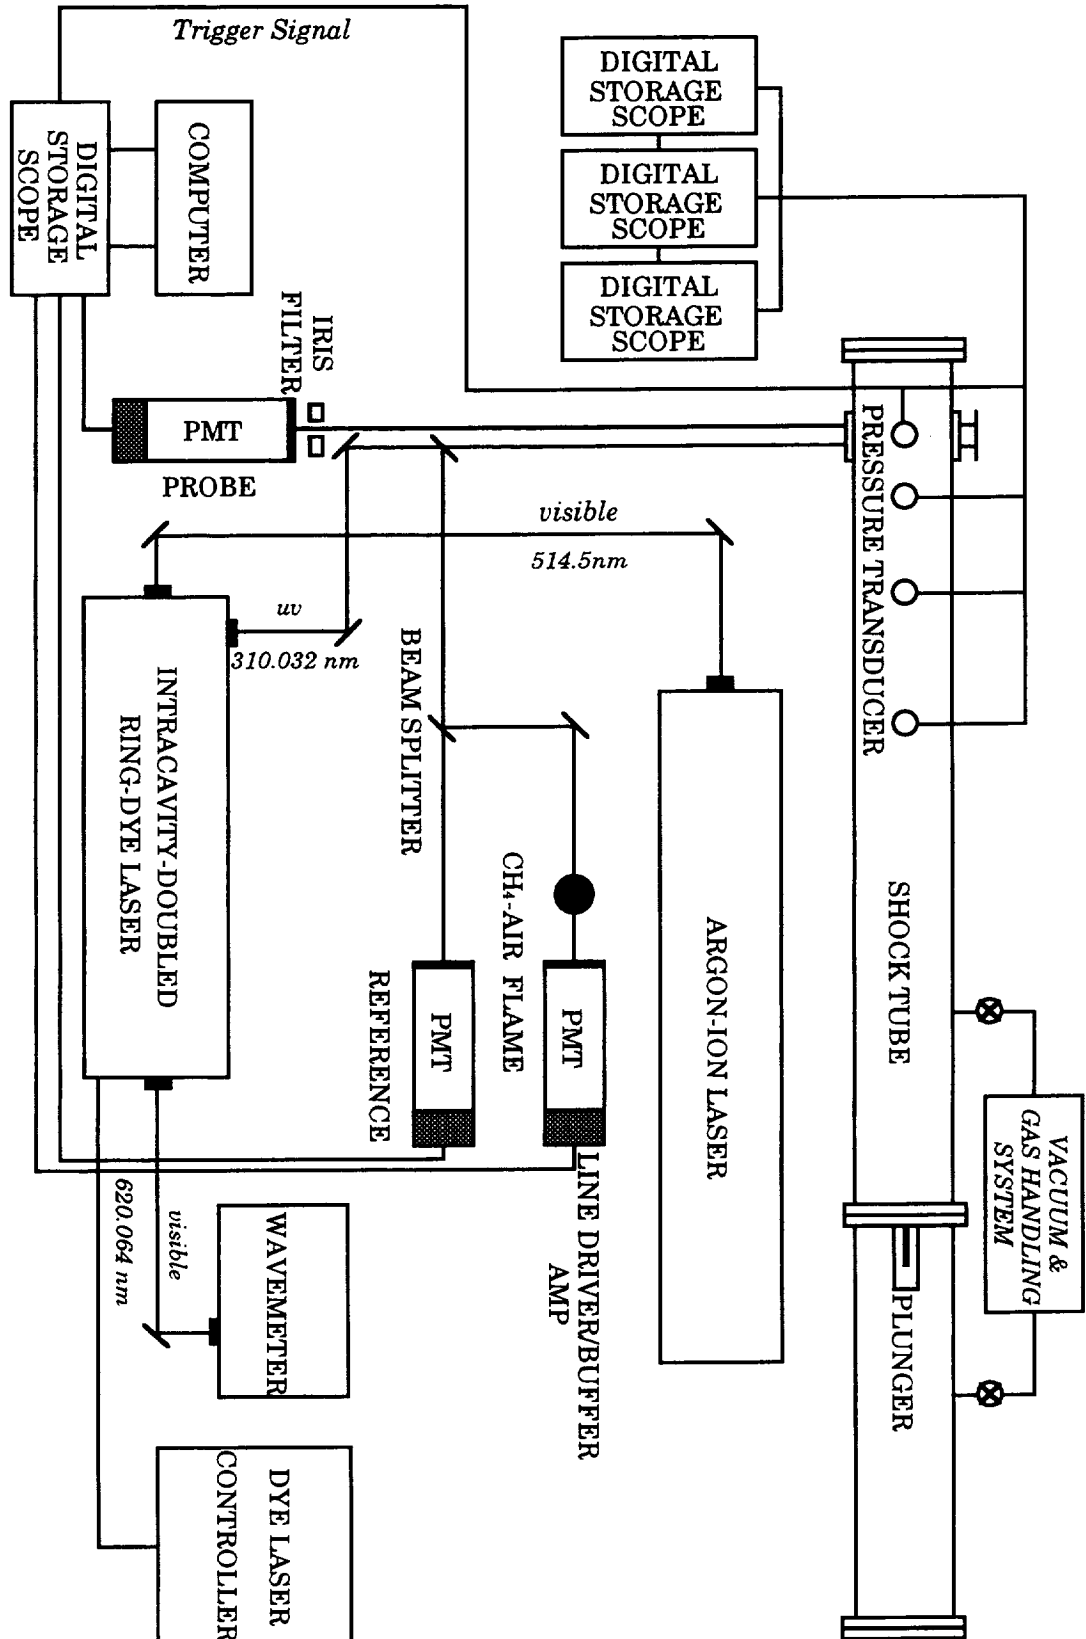 Trigger Signal
DIGITAL
STORAGE
SCOPE
DIGITAL
STORAGE
SCOPE
DIGITAL
STORAGE
SCOPE
COMPUTER
DIGITAL
STORAGE
SCOPE
IRIS
FILTER
PMT
PROBE
PRESSURE TRANSDUCER
visible
514.5nm
uv
310.032 nm
BEAM SPLITTER
INTRACAVITY-DOUBLED
RING-DYE LASER
ARGON-ION LASER
SHOCK TUBE
CH₄-AIR FLAME
PMT
PMT
REFERENCE
VACUUM &
GAS HANDLING
SYSTEM
LINE DRIVER/BUFFER
AMP
PLUNGER
visible
620.064 nm
WAVEMETER
DYE LASER
CONTROLLER